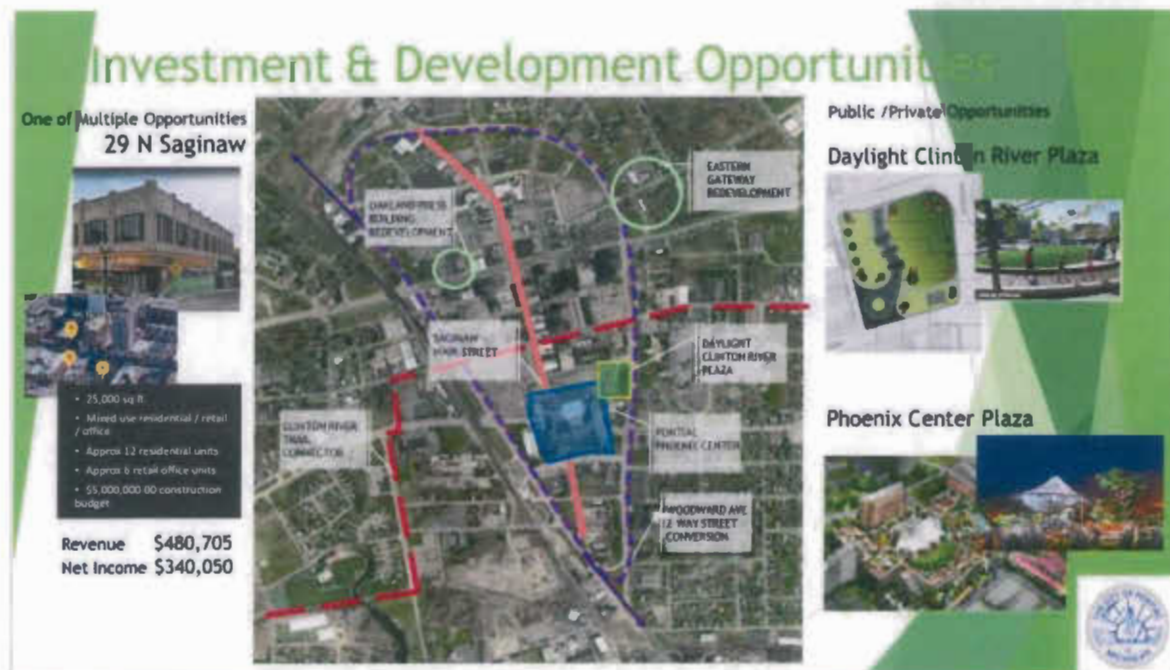 Investment & Development Opportunities
One of Multiple Opportunities
29 N Saginaw
• 25,000 sq ft
• Mixed use residential / retail
/ office
• Approx 12 residential units
• Approx 6 retail office units
• $5,000,000.00 construction
budget
Revenue $480,705
Net Income $340,050
OAKLAND PRESS
BUILDING
REDEVELOPMENT
EASTERN
GATEWAY
REDEVELOPMENT
SAGINAW
MAIN STREET
DAYLIGHT
CLINTON RIVER
PLAZA
CLINTON RIVER
TRAIL
CONNECTOR
PONTIAC
PHOENIX CENTER
WOODWARD AVE
2 WAY STREET
CONVERSION
Public /Private Opportunities
Daylight Clinton River Plaza
Phoenix Center Plaza
MICHIGAN